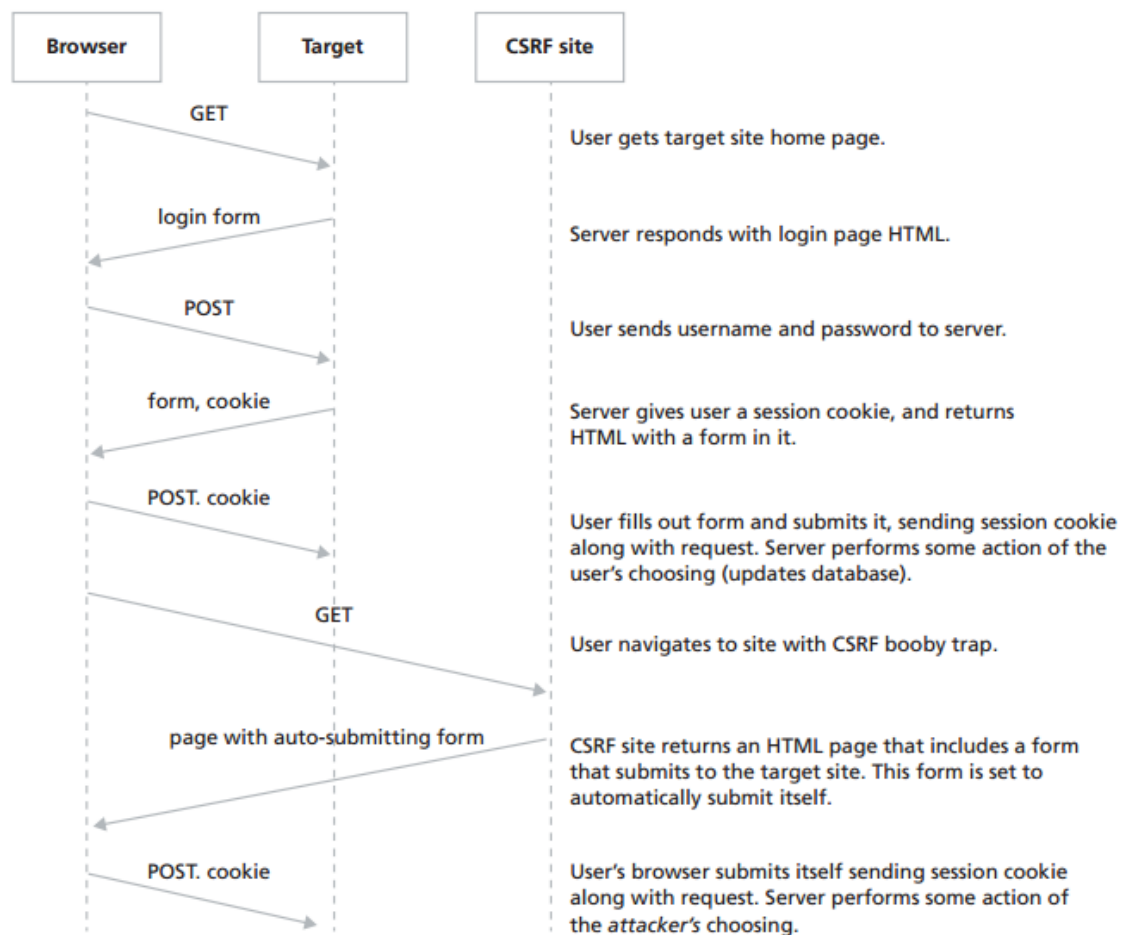 Browser
Target
CSRF site
GET
User gets target site home page.
login form
Server responds with login page HTML.
POST
User sends username and password to server.
form, cookie
Server gives user a session cookie, and returns
HTML with a form in it.
POST. cookie
User fills out form and submits it, sending session cookie
along with request. Server performs some action of the
user’s choosing (updates database).
GET
User navigates to site with CSRF booby trap.
page with auto-submitting form
CSRF site returns an HTML page that includes a form
that submits to the target site. This form is set to
automatically submit itself.
POST. cookie
User’s browser submits itself sending session cookie
along with request. Server performs some action of
the attacker’s choosing.